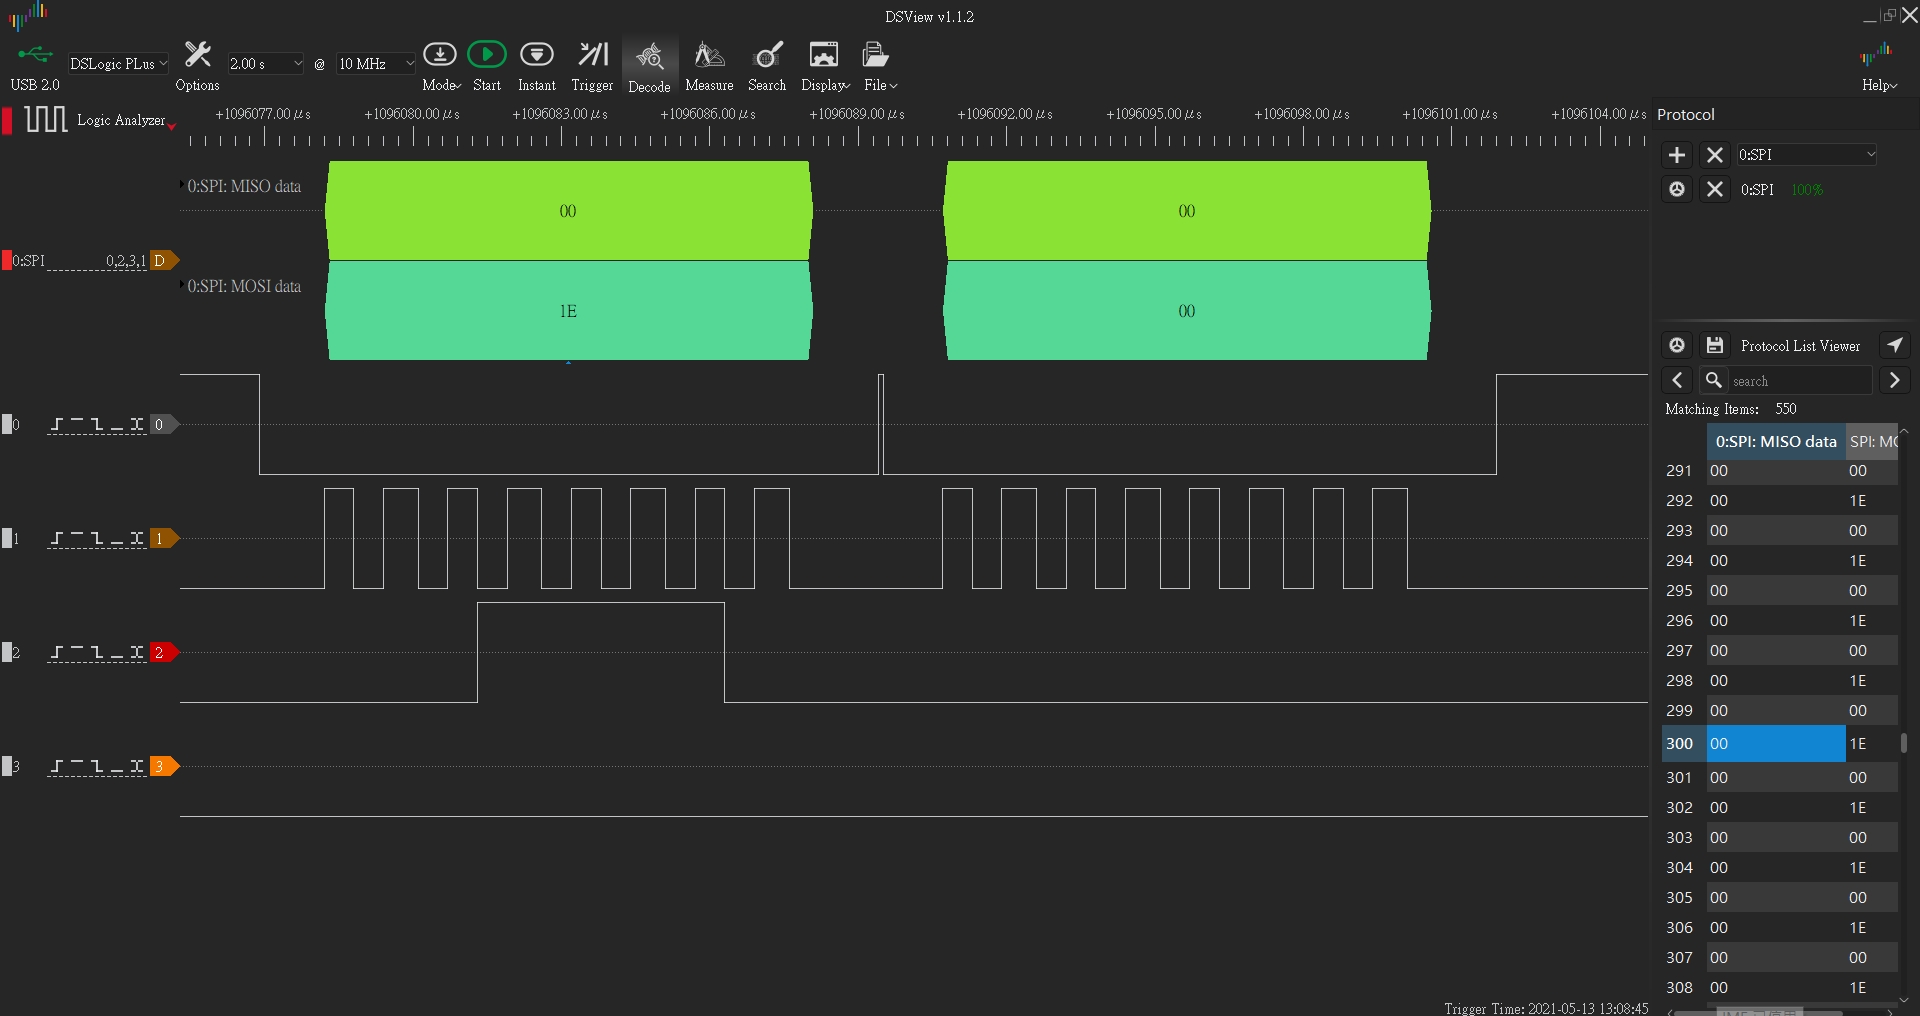 DSView v1.1.2
USB 2.0
DSLogic PLus
Options
2.00 s @ 10 MHz
Mode
Start
Instant
Trigger
Decode
Measure
Search
Display
File
Help
Logic Analyzer
+1096077.00 μs +1096080.00 μs +1096083.00 μs +1096086.00 μs +1096089.00 μs +1096092.00 μs +1096095.00 μs +1096098.00 μs +1096101.00 μs +1096104.00 μs
0:SPI: MISO data
00 00
0:SPI 0,2,3,1 D
0:SPI: MOSI data
1E 00
0 0
1 1
2 2
3 3
Protocol
0:SPI
0:SPI 100%
Protocol List Viewer
search
Matching Items: 550
0:SPI: MISO data SPI: MO
291 00 00
292 00 1E
293 00 00
294 00 1E
295 00 00
296 00 1E
297 00 00
298 00 1E
299 00 00
300 00 1E
301 00 00
302 00 1E
303 00 00
304 00 1E
305 00 00
306 00 1E
307 00 00
308 00 1E
Trigger Time: 2021-05-13 13:08:45